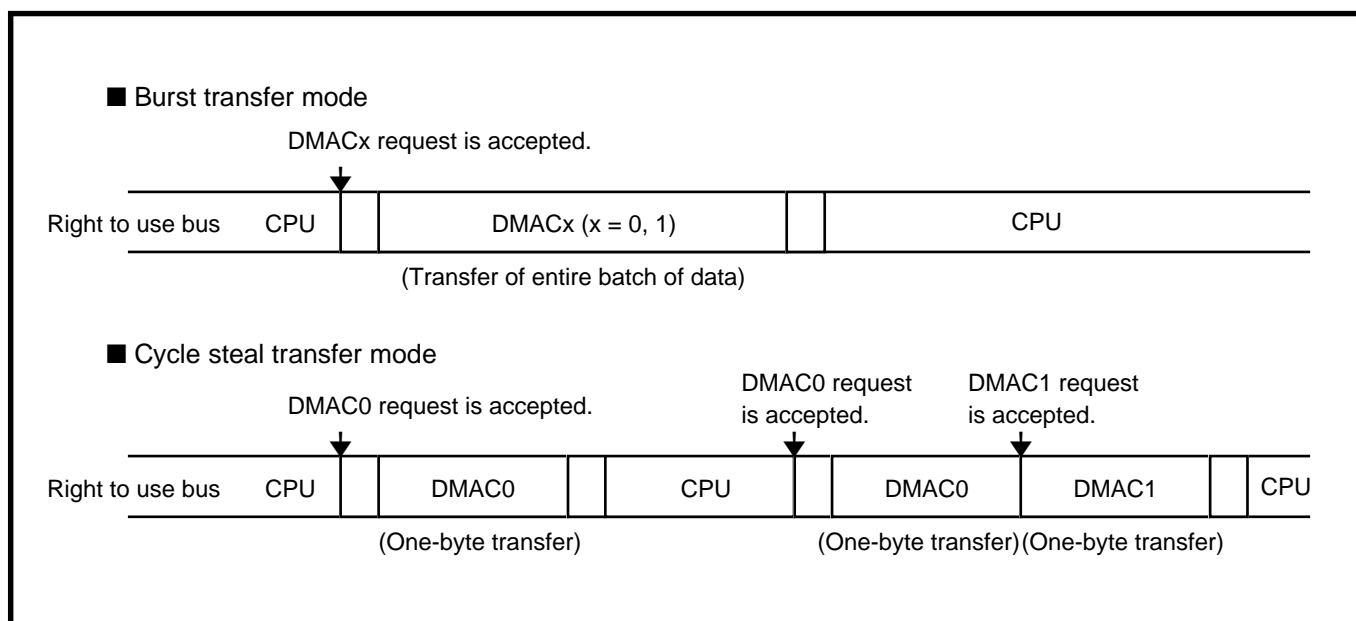 ■ Burst transfer mode
DMACx request is accepted.
Right to use bus CPU DMACx (x = 0, 1) CPU
(Transfer of entire batch of data)
■ Cycle steal transfer mode
DMAC0 request is accepted.
DMAC0 request
is accepted.
DMAC1 request
is accepted.
Right to use bus CPU DMAC0 CPU DMAC0 DMAC1 CPU
(One-byte transfer) (One-byte transfer) (One-byte transfer)